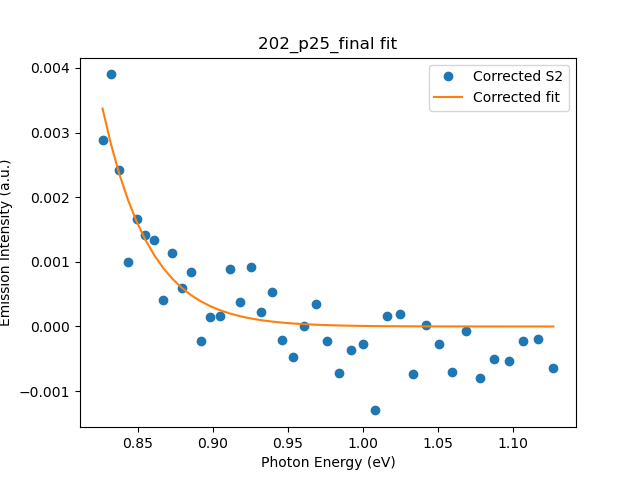 202_p25_final fit
Corrected S2
Corrected fit
0.004
0.003
0.002
0.001
0.000
−0.001
Emission Intensity (a.u.)
0.85
0.90
0.95
1.00
1.05
1.10
Photon Energy (eV)